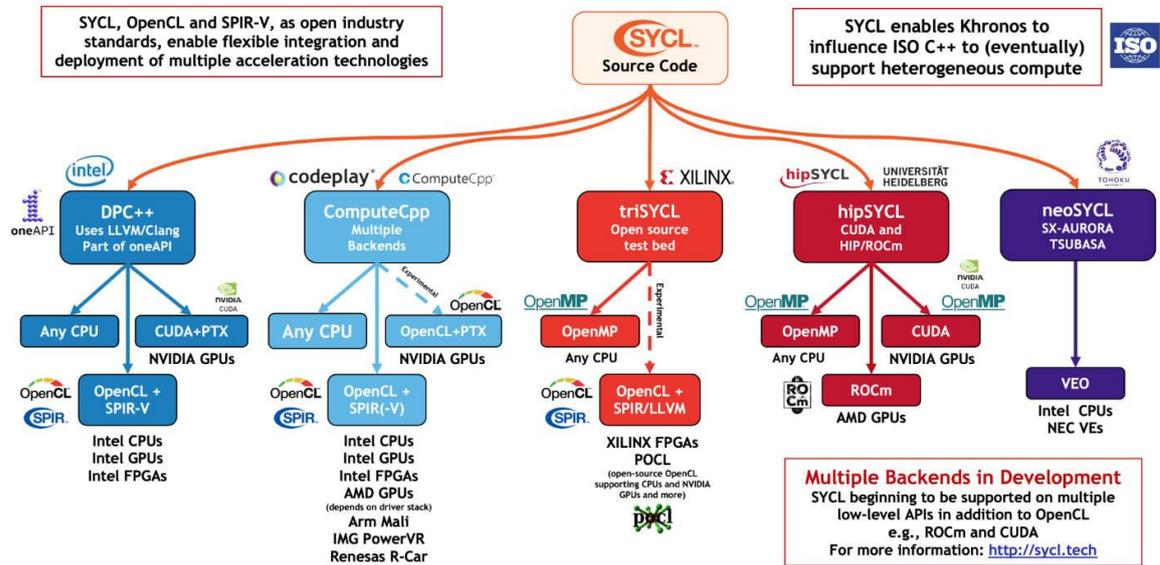 SYCL, OpenCL and SPIR-V, as open industry
standards, enable flexible integration and
deployment of multiple acceleration technologies
SYCL™
Source Code
SYCL enables Khronos to
influence ISO C++ to (eventually)
support heterogeneous compute
ISO
intel
oneAPI
DPC++
Uses LLVM/Clang
Part of oneAPI
Any CPU
NVIDIA
CUDA
CUDA+PTX
NVIDIA GPUs
OpenCL
SPIR™
OpenCL +
SPIR-V
Intel CPUs
Intel GPUs
Intel FPGAs
codeplay®
ComputeCpp™
ComputeCpp
Multiple
Backends
Experimental
Any CPU
OpenCL
OpenCL+PTX
NVIDIA GPUs
OpenCL
SPIR™
OpenCL +
SPIR(-V)
Intel CPUs
Intel GPUs
Intel FPGAs
AMD GPUs
(depends on driver stack)
Arm Mali
IMG PowerVR
Renesas R-Car
XILINX®
triSYCL
Open source
test bed
Experimental
OpenMP
OpenMP
Any CPU
OpenCL
SPIR™
OpenCL +
SPIR/LLVM
XILINX FPGAs
POCL
(open-source OpenCL
supporting CPUs and NVIDIA
GPUs and more)
pocl
hipSYCL
UNIVERSITÄT
HEIDELBERG
hipSYCL
CUDA and
HIP/ROCm
OpenMP
OpenMP
Any CPU
NVIDIA
CUDA
OpenMP
CUDA
NVIDIA GPUs
ROCm
ROCm
AMD GPUs
TOHOKU
UNIVERSITY
neoSYCL
SX-AURORA
TSUBASA
VEO
Intel CPUs
NEC VEs
Multiple Backends in Development
SYCL beginning to be supported on multiple
low-level APIs in addition to OpenCL
e.g., ROCm and CUDA
For more information: http://sycl.tech